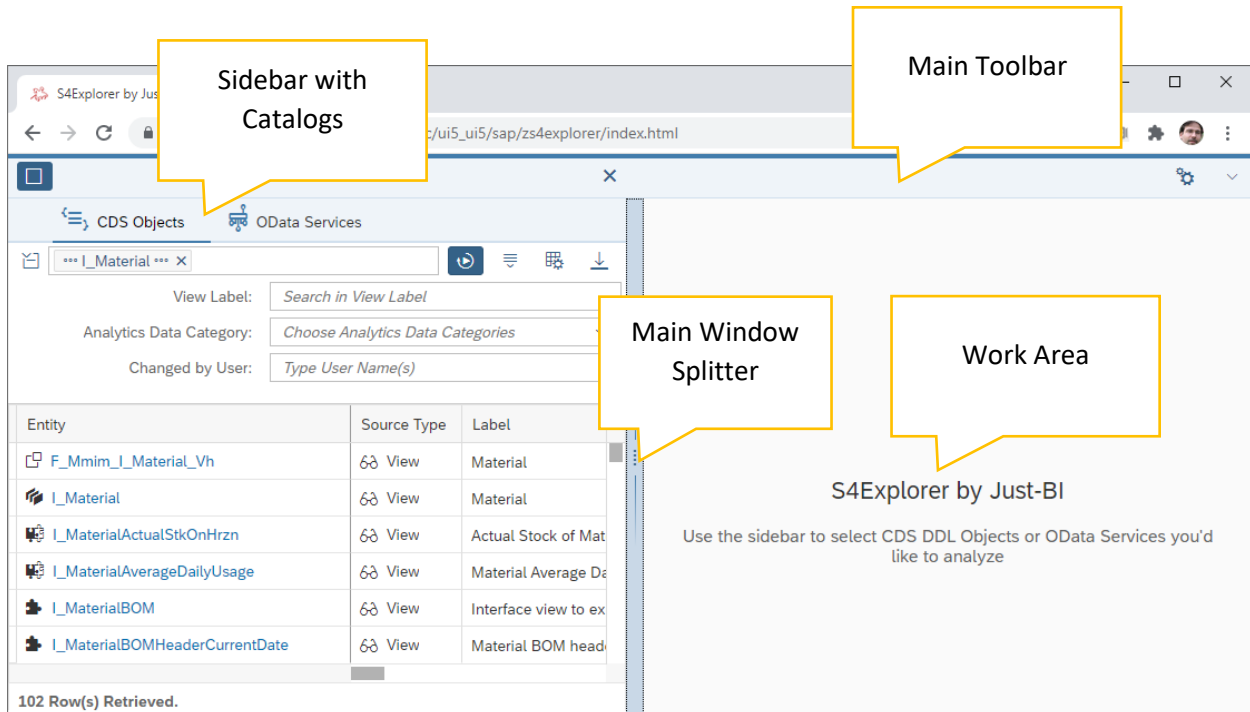 Sidebar with
Catalogs
Main Toolbar
S4Explorer by Jus
c/ui5_ui5/sap/zs4explorer/index.html
CDS Objects
OData Services
*** I_Material ***
View Label:
Search in View Label
Analytics Data Category:
Choose Analytics Data Categories
Changed by User:
Type User Name(s)
Main Window
Splitter
Work Area
Entity Source Type Label
F_Mmim_I_Material_Vh View Material
I_Material View Material
I_MaterialActualStkOnHrzn View Actual Stock of Mat
I_MaterialAverageDailyUsage View Material Average Da
I_MaterialBOM View Interface view to ex
I_MaterialBOMHeaderCurrentDate View Material BOM head
102 Row(s) Retrieved.
S4Explorer by Just-BI
Use the sidebar to select CDS DDL Objects or OData Services you'd
like to analyze